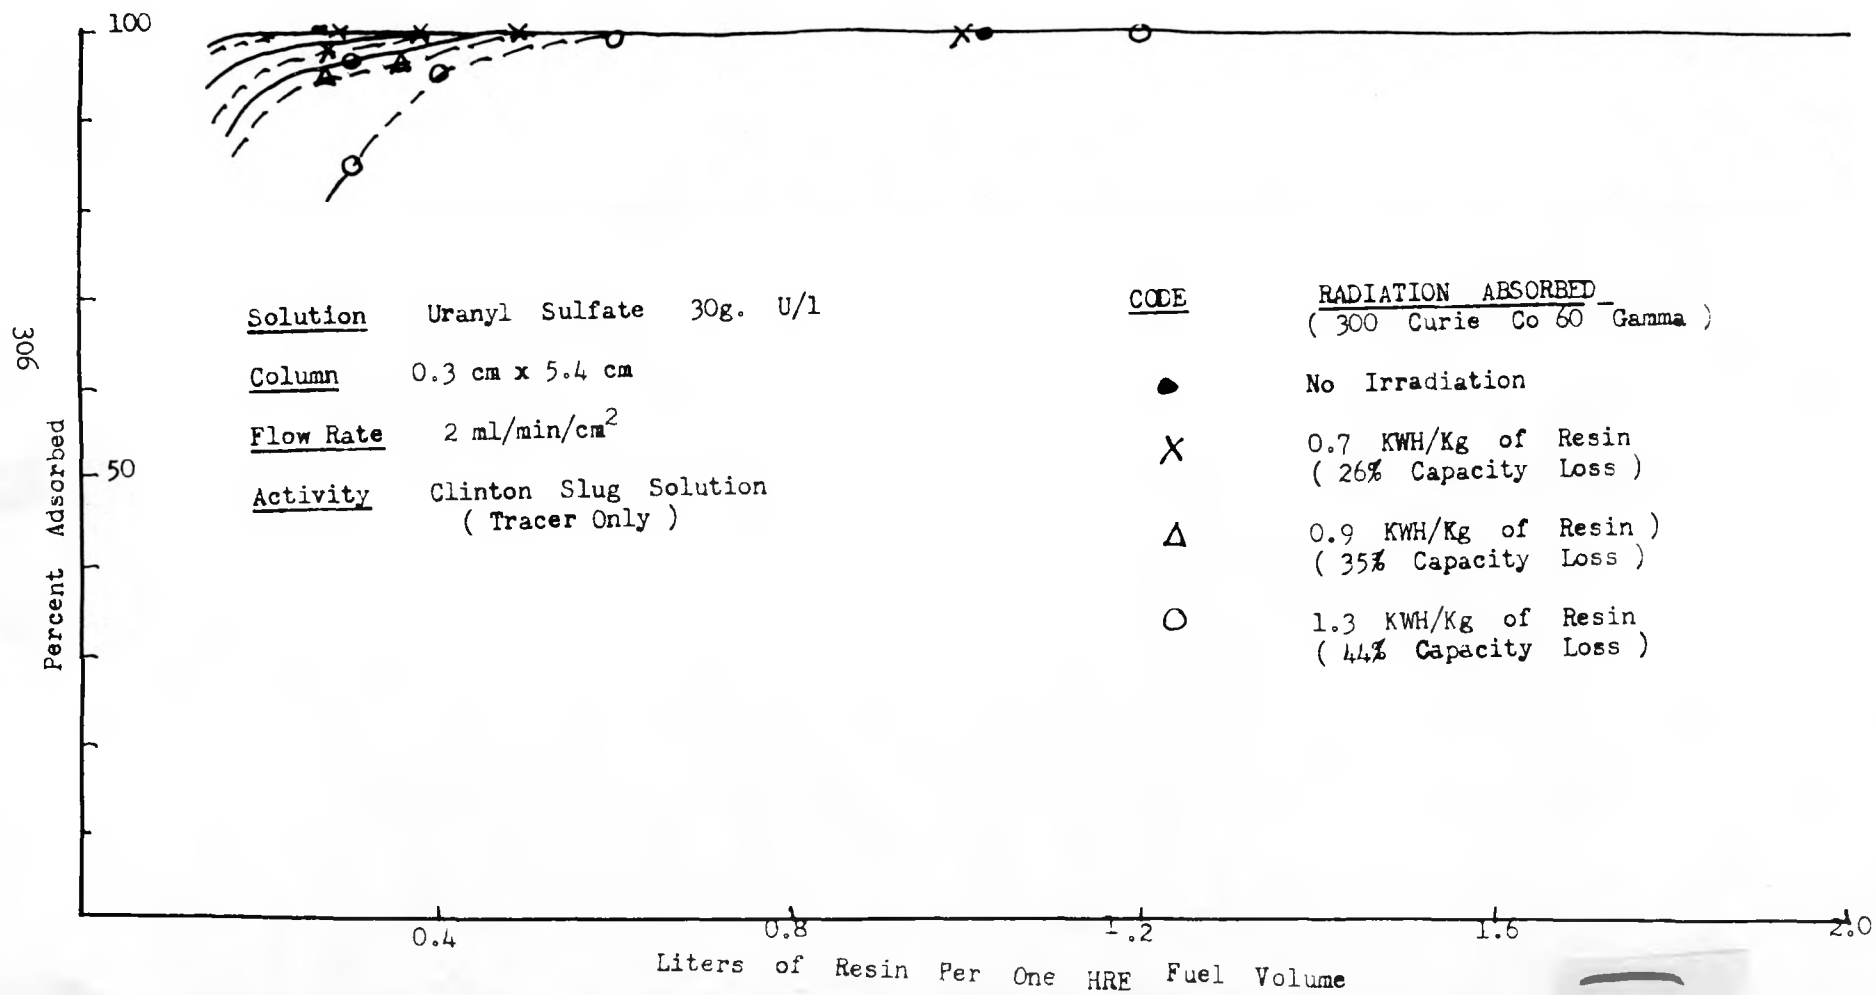 100
50
306
Percent Adsorbed
Solution Uranyl Sulfate 30g. U/l
Column 0.3 cm x 5.4 cm
Flow Rate 2 ml/min/cm²
Activity Clinton Slug Solution
( Tracer Only )
CODE RADIATION ABSORBED
( 300 Curie Co 60 Gamma )
No Irradiation
X 0.7 KWH/Kg of Resin
( 26% Capacity Loss )
Δ 0.9 KWH/Kg of Resin )
( 35% Capacity Loss )
O 1.3 KWH/Kg of Resin
( 44% Capacity Loss )
0.4 0.8 1.2 1.6 2.0
Liters of Resin Per One HRE Fuel Volume